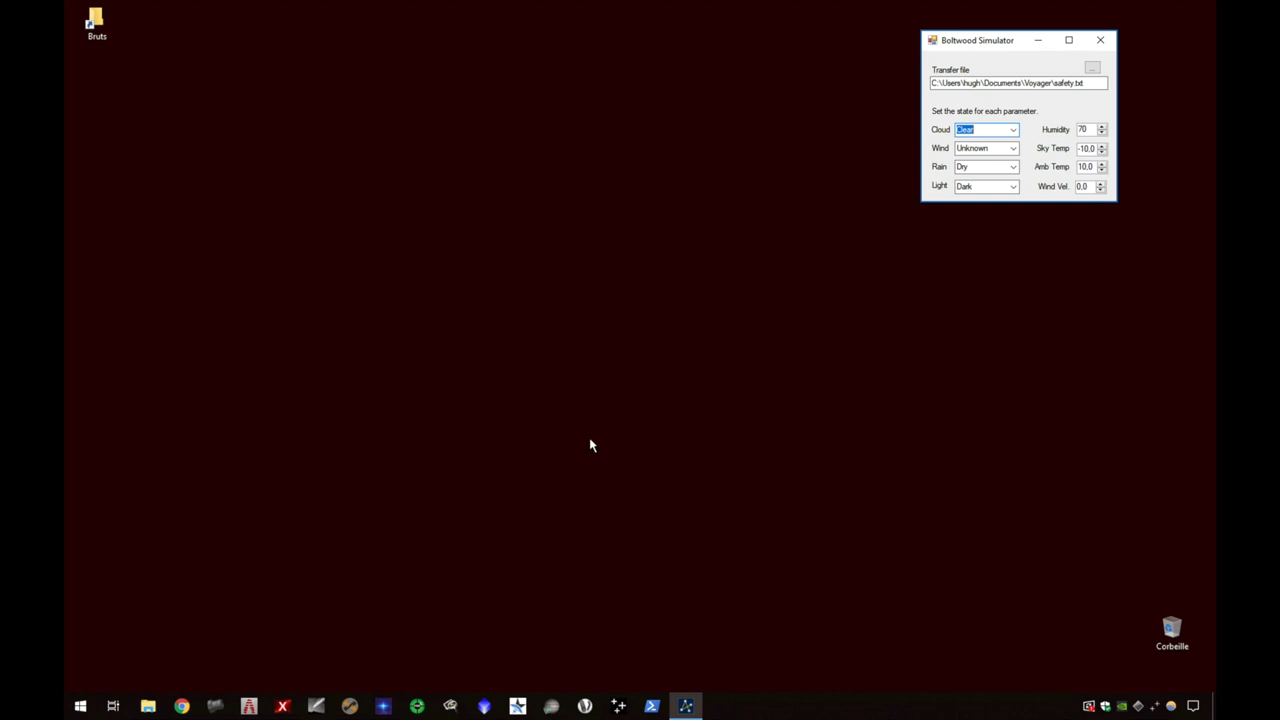 Bruts
Boltwood Simulator
Transfer file
...
C:\Users\hugh\Documents\Voyager\safety.txt
Set the state for each parameter.
Cloud Clear Humidity 70
Wind Unknown Sky Temp -10,0
Rain Dry Amb Temp 10,0
Light Dark Wind Vel. 0,0
Corbeille